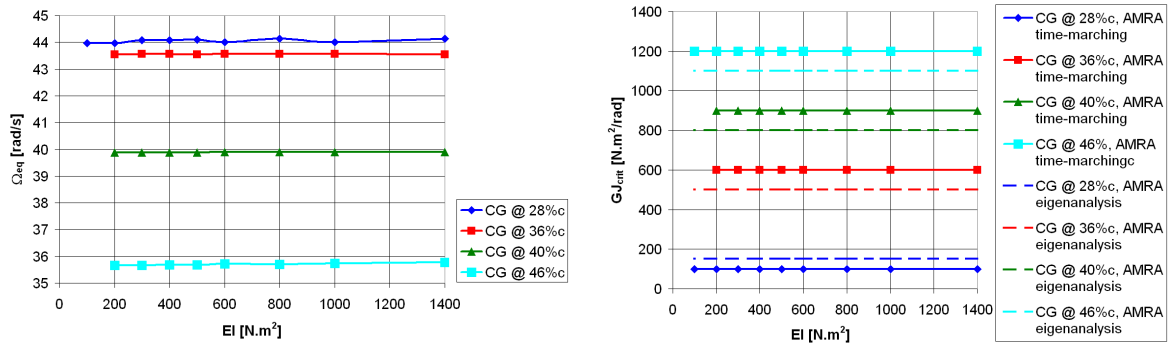 45
44
43
42
41
40
39
38
37
36
35
Ωeq [rad/s]
0 200 400 600 800 1000 1200 1400
EI [N.m²]
CG @ 28%c
CG @ 36%c
CG @ 40%c
CG @ 46%c
1400
1200
1000
800
600
400
200
0
GJcrit [N.m²/rad]
0 200 400 600 800 1000 1200 1400
EI [N.m²]
CG @ 28%c, AMRA
time-marching
CG @ 36%c, AMRA
time-marching
CG @ 40%c, AMRA
time-marching
CG @ 46%, AMRA
time-marchingc
CG @ 28%c, AMRA
eigenanalysis
CG @ 36%c, AMRA
eigenanalysis
CG @ 40%c, AMRA
eigenanalysis
CG @ 46%c, AMRA
eigenanalysis